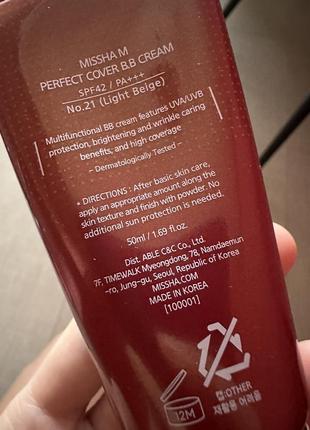 MISSHA M
PERFECT COVER B.B CREAM
SPF42 / PA+++
No.21 (Light Beige)
Multifunctional BB cream features UVA/UVB
protection, brightening and wrinkle caring
benefits, and high coverage
– Dermatologically Tested –
* DIRECTIONS : After basic skin care,
apply an appropriate amount along the
skin texture and finish with powder. No
additional sun protection is needed.
50ml / 1.69 fl. oz.
Dist. ABLE C&C Co., Ltd.
7F, TIMEWALK Myeongdong, 78, Namdaemun
-ro, Jung-gu, Seoul, Republic of Korea
MISSHA.COM
MADE IN KOREA
[100001]
12M
캡:OTHER
재활용 어려움